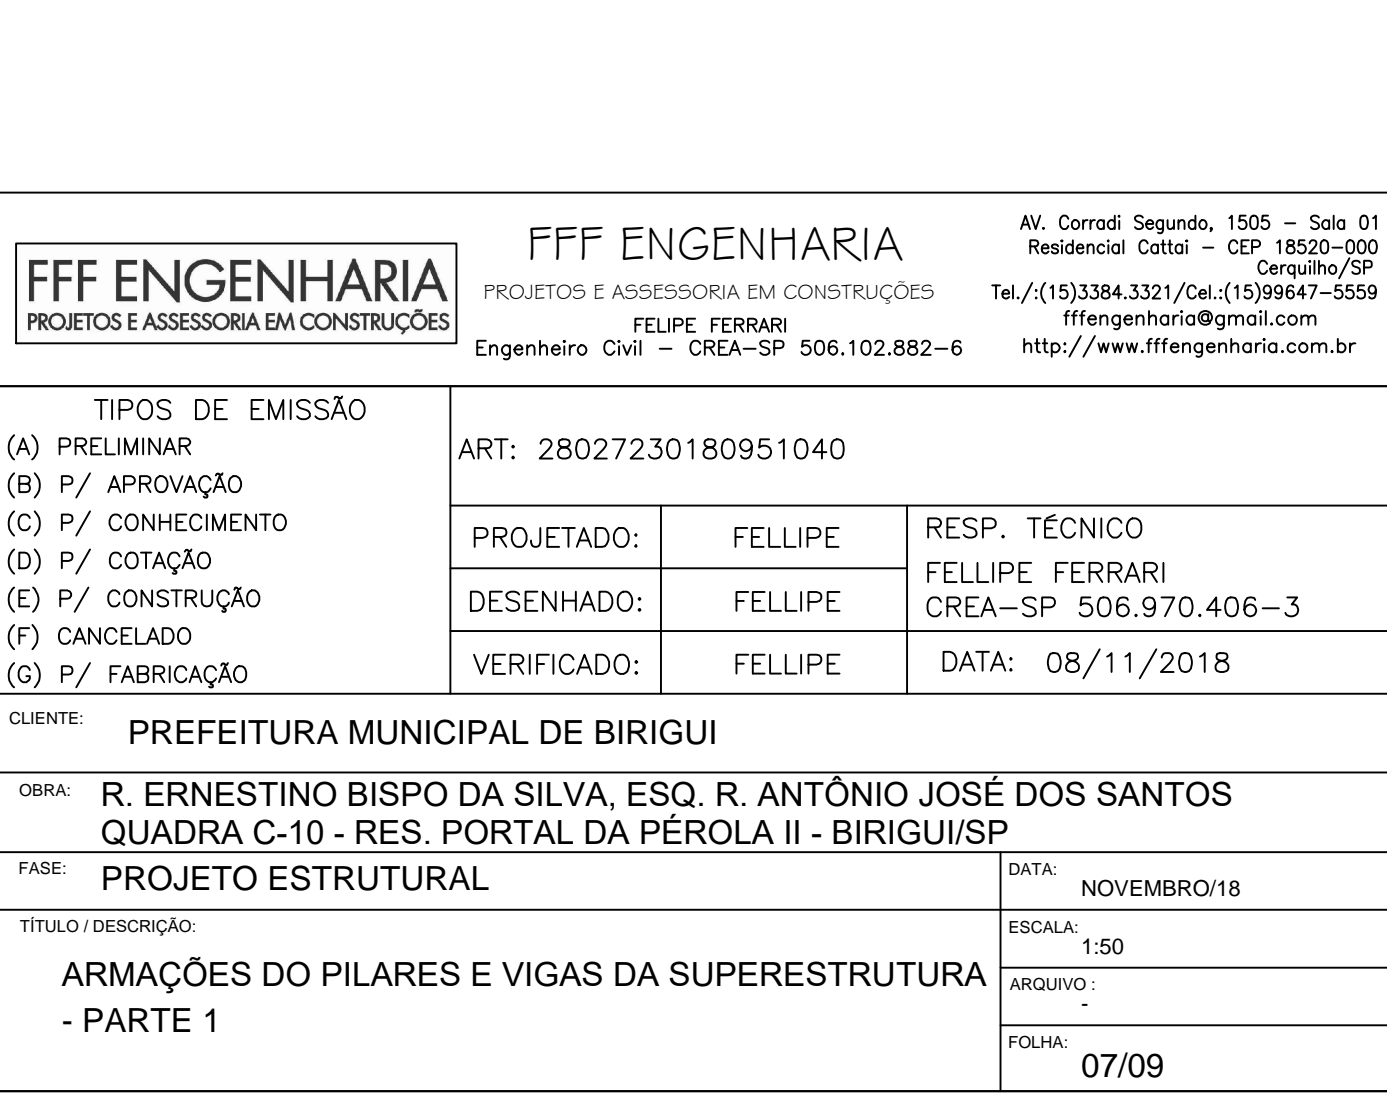 FFF ENGENHARIA
PROJETOS E ASSESSORIA EM CONSTRUÇÕES
FFF ENGENHARIA
PROJETOS E ASSESSORIA EM CONSTRUÇÕES
FELIPE FERRARI
Engenheiro Civil – CREA–SP 506.102.882–6
AV. Corradi Segundo, 1505 – Sala 01
Residencial Cattai – CEP 18520–000
Cerquilho/SP
Tel./:(15)3384.3321/Cel.:(15)99647–5559
fffengenharia@gmail.com
http://www.fffengenharia.com.br
TIPOS DE EMISSÃO
(A) PRELIMINAR
(B) P/ APROVAÇÃO
(C) P/ CONHECIMENTO
(D) P/ COTAÇÃO
(E) P/ CONSTRUÇÃO
(F) CANCELADO
(G) P/ FABRICAÇÃO
ART: 28027230180951040
PROJETADO: FELLIPE
DESENHADO: FELLIPE
VERIFICADO: FELLIPE
RESP. TÉCNICO
FELLIPE FERRARI
CREA–SP 506.970.406–3
DATA: 08/11/2018
CLIENTE: PREFEITURA MUNICIPAL DE BIRIGUI
OBRA: R. ERNESTINO BISPO DA SILVA, ESQ. R. ANTÔNIO JOSÉ DOS SANTOS
QUADRA C-10 - RES. PORTAL DA PÉROLA II - BIRIGUI/SP
FASE: PROJETO ESTRUTURAL
DATA:
NOVEMBRO/18
TÍTULO / DESCRIÇÃO:
ARMAÇÕES DO PILARES E VIGAS DA SUPERESTRUTURA
- PARTE 1
ESCALA:
1:50
ARQUIVO :
-
FOLHA:
07/09